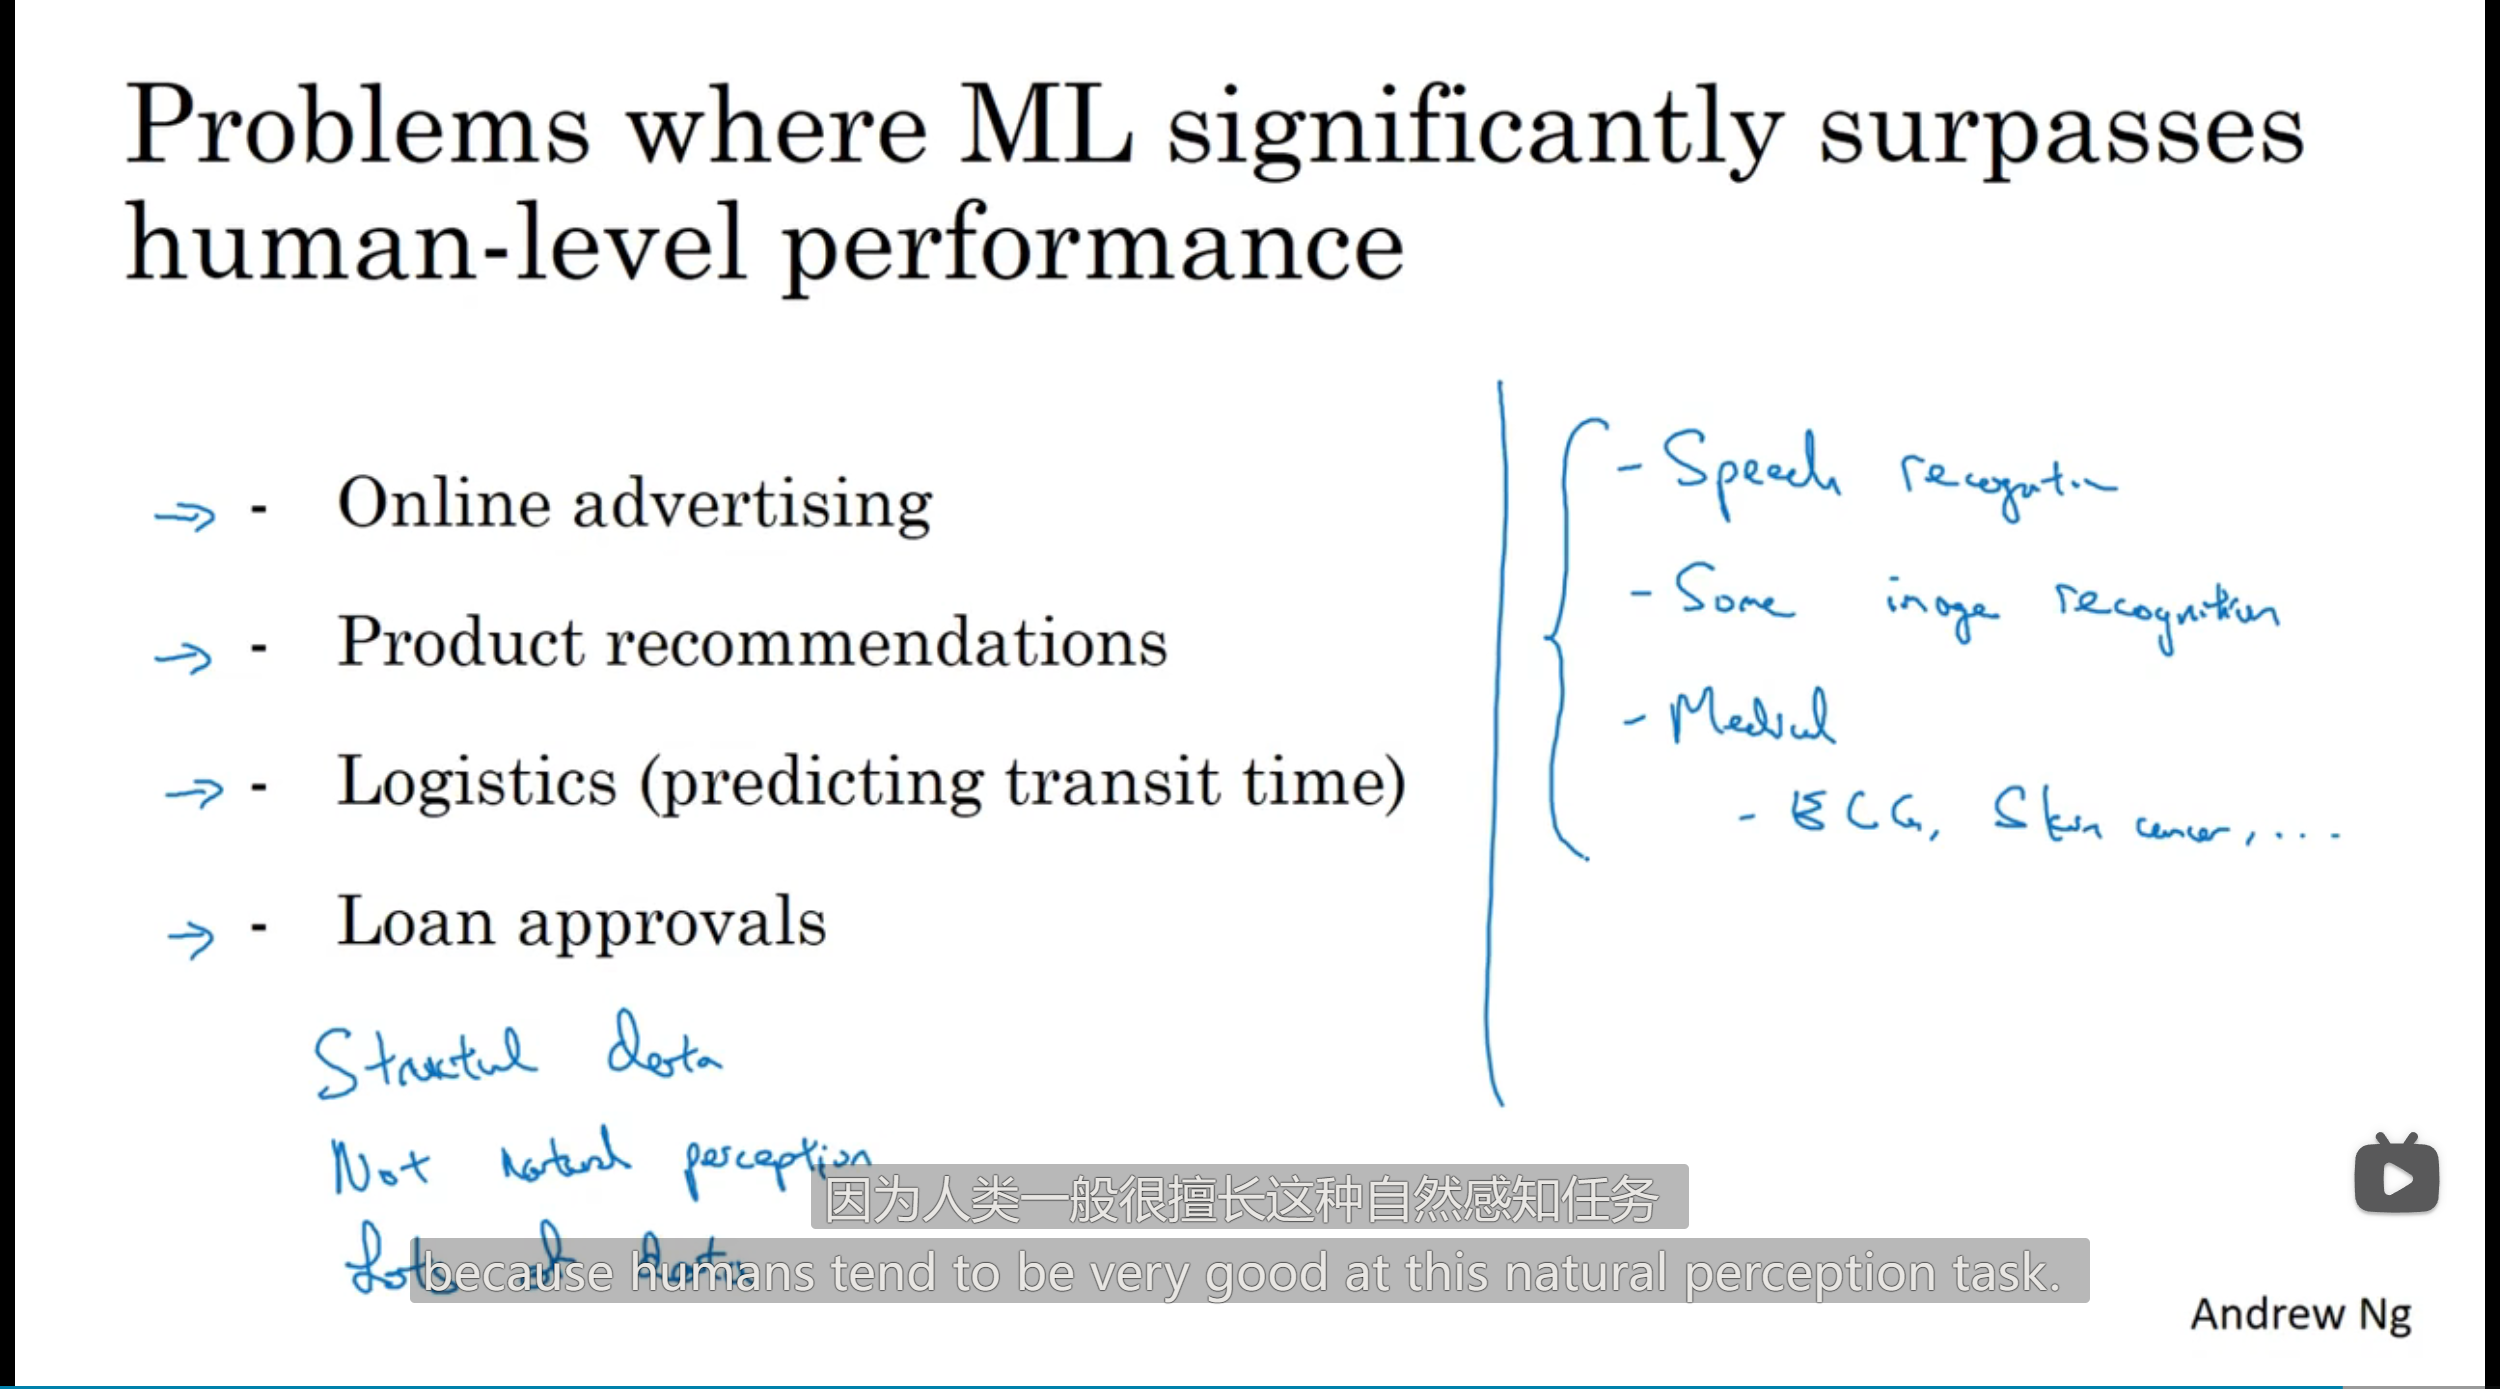 Problems where ML significantly surpasses
human-level performance
- Online advertising
- Product recommendations
- Logistics (predicting transit time)
- Loan approvals
Structural data
Not natural perception
Lots of data
- Speech recognition
- Some image recognition
- Medical
- ECG, Skin cancer, ...
因为人类一般很擅长这种自然感知任务
because humans tend to be very good at this natural perception task.
Andrew Ng